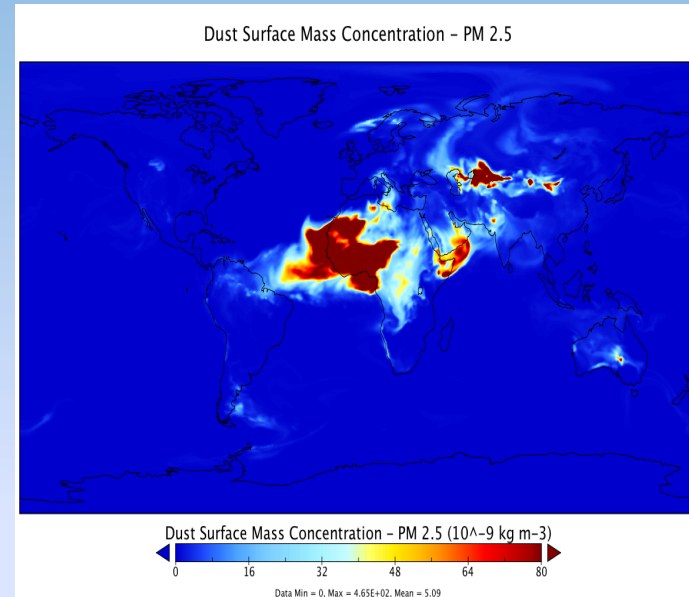 Dust Surface Mass Concentration – PM 2.5
Dust Surface Mass Concentration – PM 2.5 (10^–9 kg m–3)
0 16 32 48 64 80
Data Min = 0, Max = 4.65E+02, Mean = 5.09